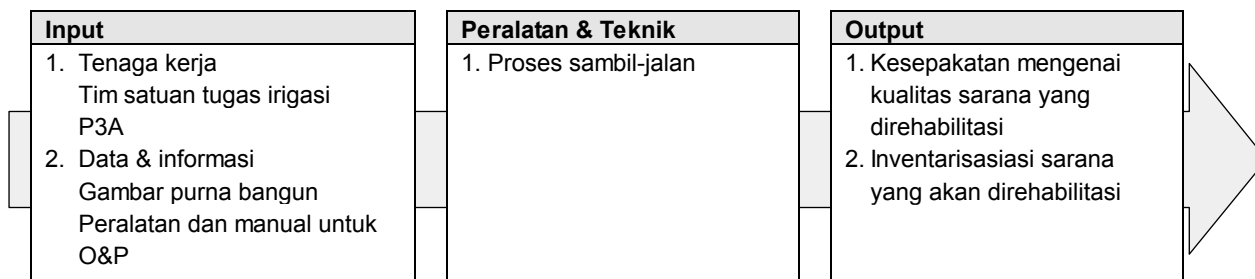 Input
1. Tenaga kerja
Tim satuan tugas irigasi
P3A
2. Data & informasi
Gambar purna bangun
Peralatan dan manual untuk
O&P
Peralatan & Teknik
1. Proses sambil-jalan
Output
1. Kesepakatan mengenai
kualitas sarana yang
direhabilitasi
2. Inventarisasiasi sarana
yang akan direhabilitasi